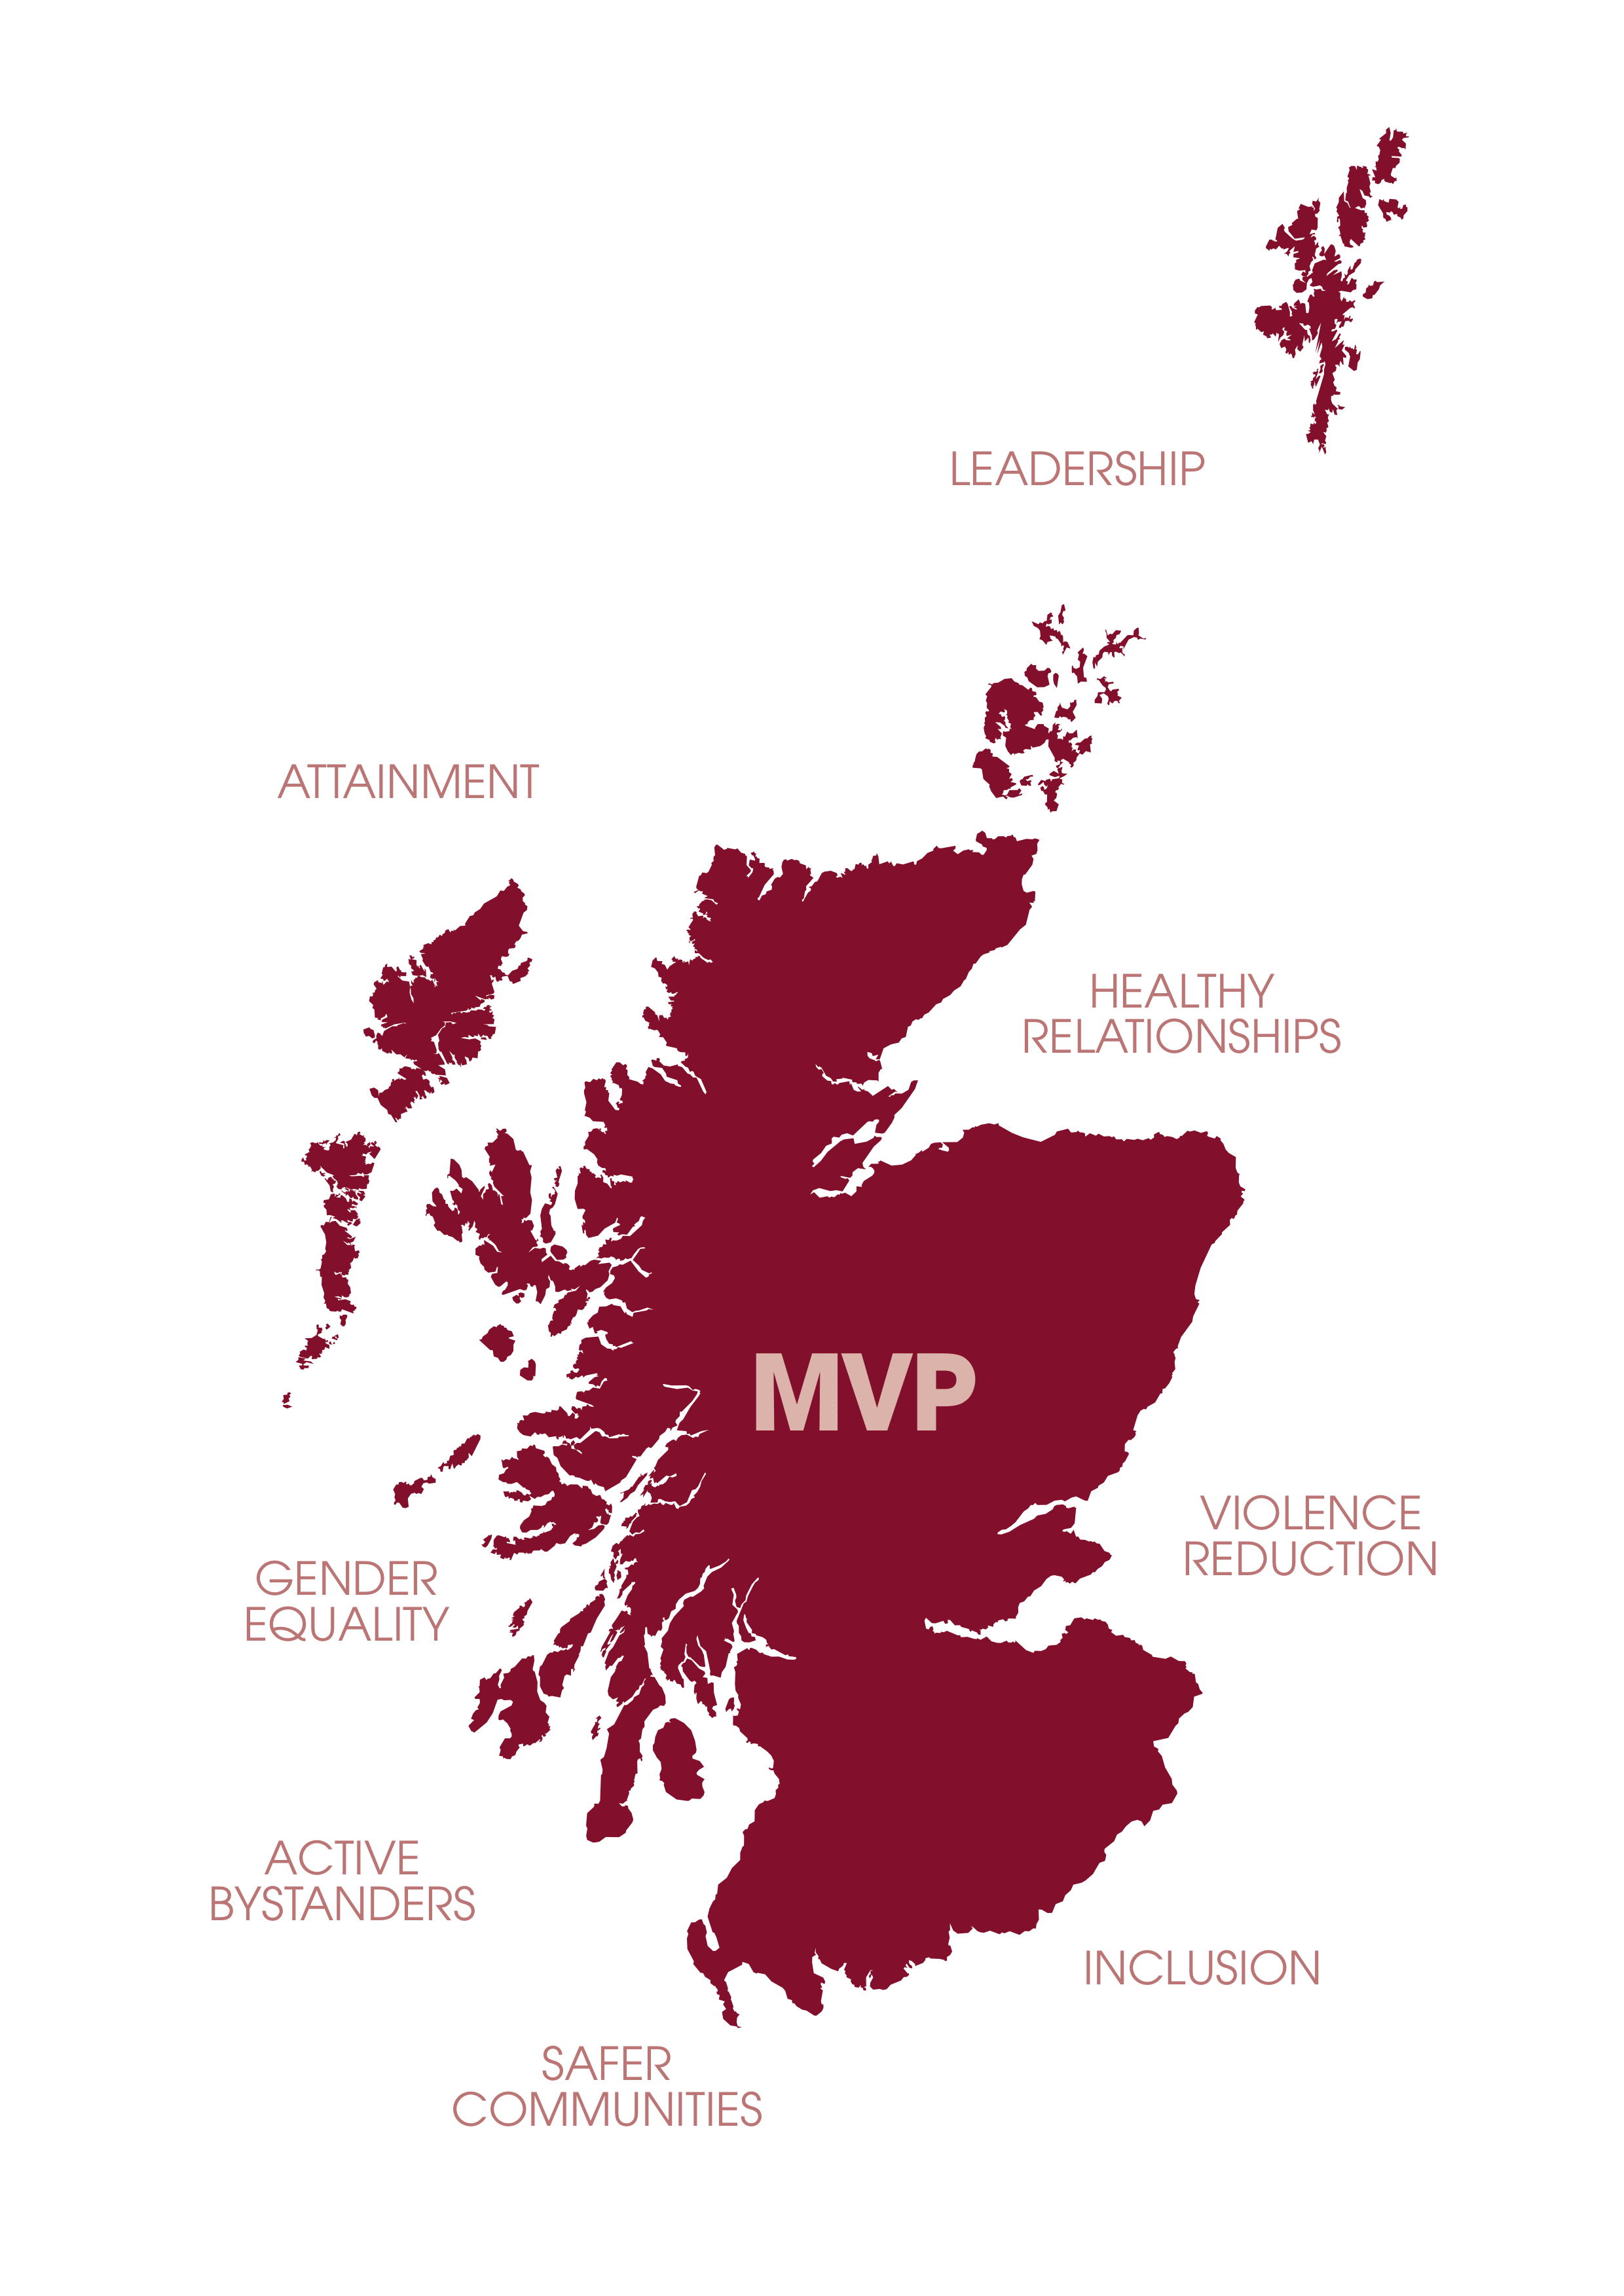 LEADERSHIP
ATTAINMENT
HEALTHY
RELATIONSHIPS
MVP
VIOLENCE
REDUCTION
GENDER
EQUALITY
ACTIVE
BYSTANDERS
INCLUSION
SAFER
COMMUNITIES